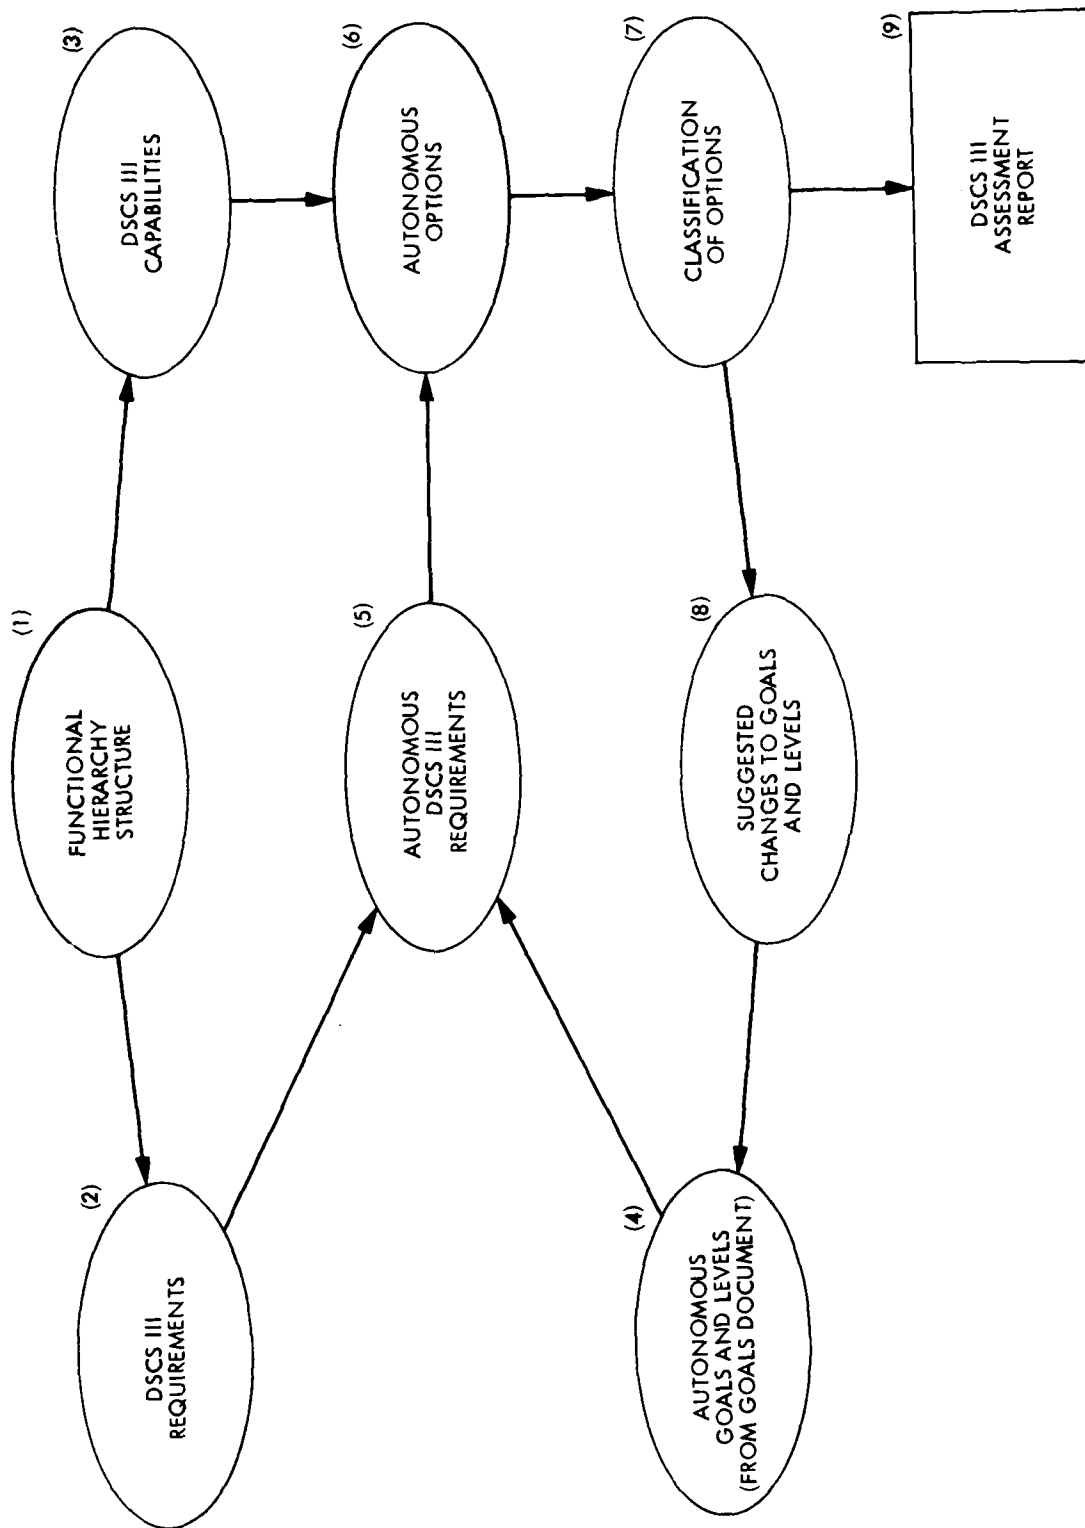 (1)
FUNCTIONAL
HIERARCHY
STRUCTURE
(2)
DSCS III
REQUIREMENTS
(3)
DSCS III
CAPABILITIES
(4)
AUTONOMOUS
GOALS AND LEVELS
(FROM GOALS DOCUMENT)
(5)
AUTONOMOUS
DSCS III
REQUIREMENTS
(6)
AUTONOMOUS
OPTIONS
(7)
CLASSIFICATION
OF OPTIONS
(8)
SUGGESTED
CHANGES TO GOALS
AND LEVELS
(9)
DSCS III
ASSESSMENT
REPORT